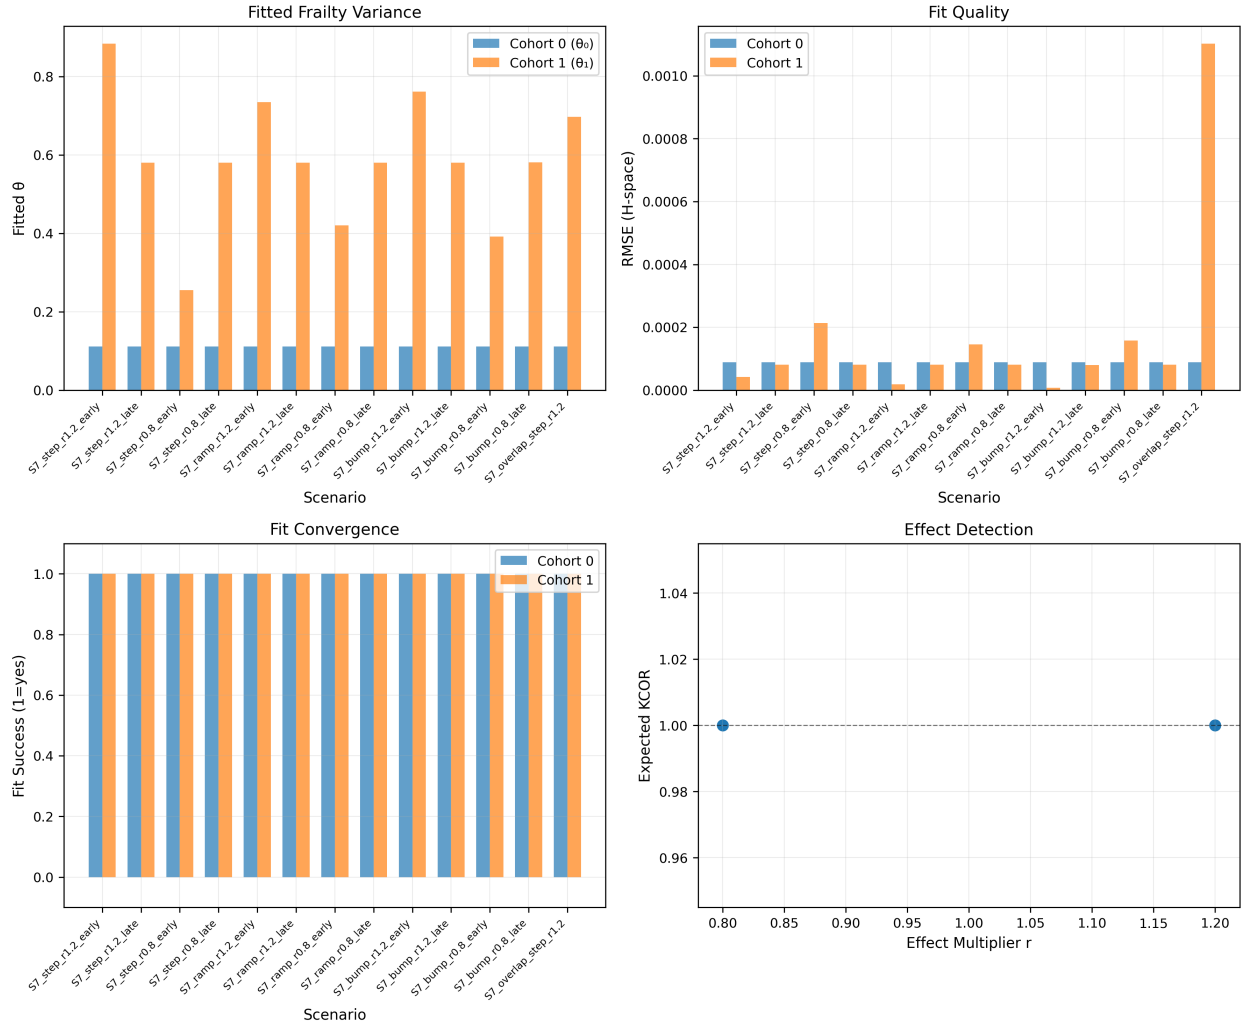 Fitted Frailty Variance
Cohort 0 (θ₀)
Cohort 1 (θ₁)
Fitted θ
0.8
0.6
0.4
0.2
0.0
S7_step_r1.2_early
S7_step_r1.2_late
S7_step_r0.8_early
S7_step_r0.8_late
S7_ramp_r1.2_early
S7_ramp_r1.2_late
S7_ramp_r0.8_early
S7_ramp_r0.8_late
S7_bump_r1.2_early
S7_bump_r1.2_late
S7_bump_r0.8_early
S7_bump_r0.8_late
S7_overlap_step_r1.2
Scenario
Fit Quality
Cohort 0
Cohort 1
RMSE (H-space)
0.0010
0.0008
0.0006
0.0004
0.0002
0.0000
S7_step_r1.2_early
S7_step_r1.2_late
S7_step_r0.8_early
S7_step_r0.8_late
S7_ramp_r1.2_early
S7_ramp_r1.2_late
S7_ramp_r0.8_early
S7_ramp_r0.8_late
S7_bump_r1.2_early
S7_bump_r1.2_late
S7_bump_r0.8_early
S7_bump_r0.8_late
S7_overlap_step_r1.2
Scenario
Fit Convergence
Cohort 0
Cohort 1
Fit Success (1=yes)
1.0
0.8
0.6
0.4
0.2
0.0
S7_step_r1.2_early
S7_step_r1.2_late
S7_step_r0.8_early
S7_step_r0.8_late
S7_ramp_r1.2_early
S7_ramp_r1.2_late
S7_ramp_r0.8_early
S7_ramp_r0.8_late
S7_bump_r1.2_early
S7_bump_r1.2_late
S7_bump_r0.8_early
S7_bump_r0.8_late
S7_overlap_step_r1.2
Scenario
Effect Detection
Expected KCOR
1.04
1.02
1.00
0.98
0.96
0.80 0.85 0.90 0.95 1.00 1.05 1.10 1.15 1.20
Effect Multiplier r